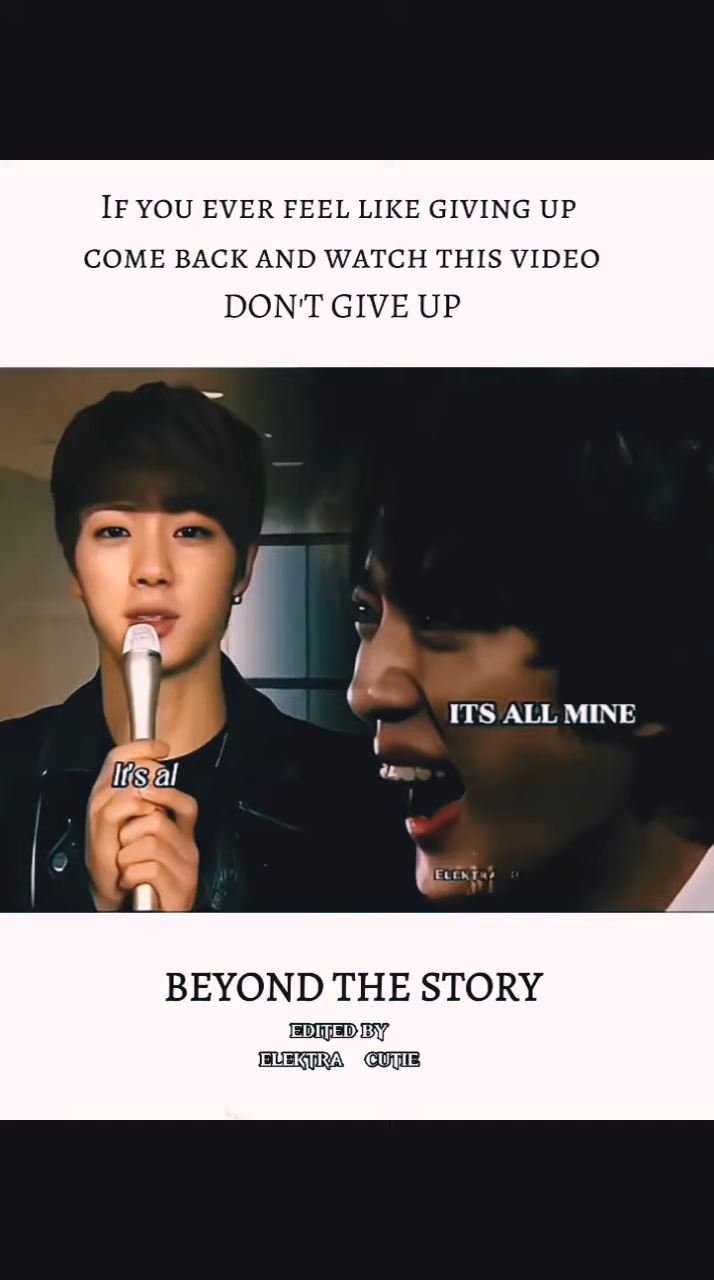 IF YOU EVER FEEL LIKE GIVING UP
COME BACK AND WATCH THIS VIDEO
DON'T GIVE UP
ITS ALL MINE
It's al
ELEKTRA
BEYOND THE STORY
EDITED BY
ELEKTRA CUTIE